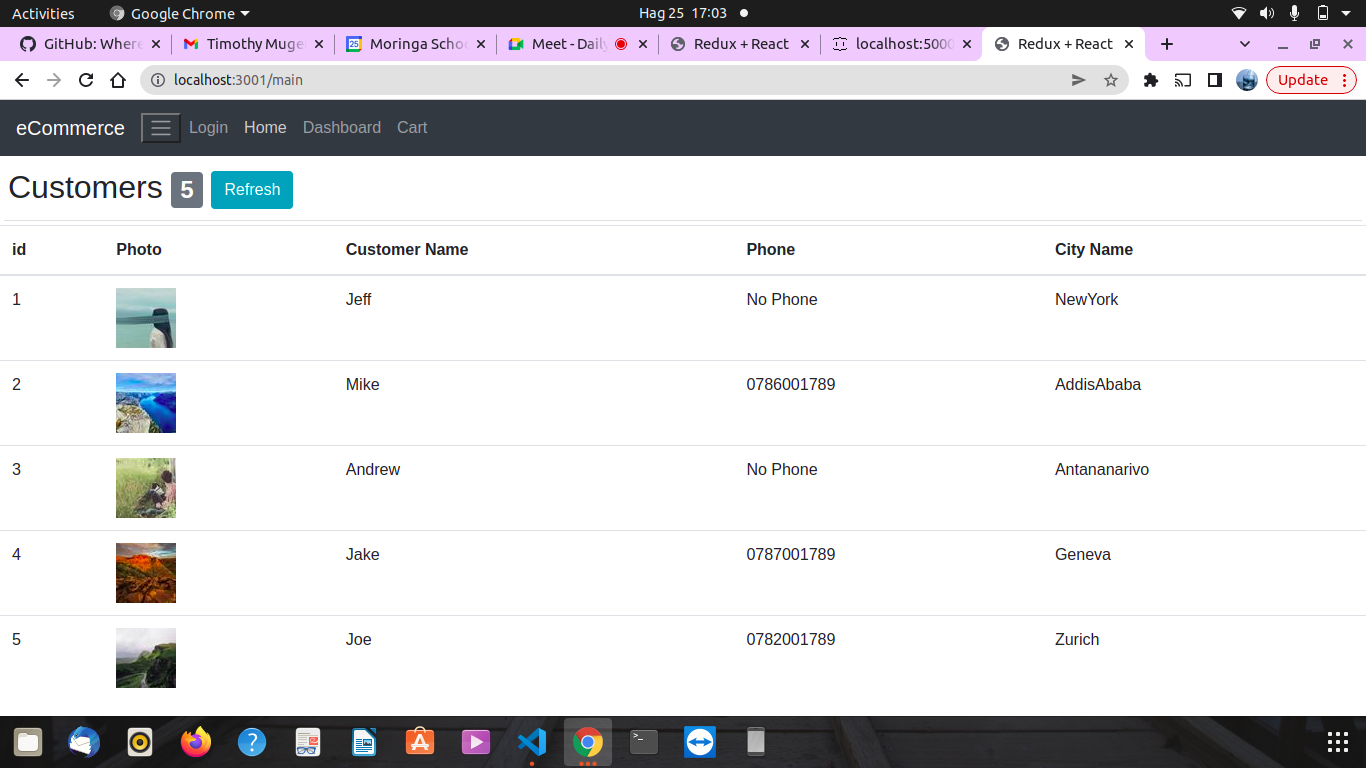 Activities Google Chrome Hag 25 17:03
GitHub: Where Timothy Muge Moringa Schoo Meet - Daily Redux + React localhost:5000 Redux + React
localhost:3001/main Update
eCommerce Login Home Dashboard Cart
Customers 5 Refresh
id Photo Customer Name Phone City Name
1 Jeff No Phone NewYork
2 Mike 0786001789 AddisAbaba
3 Andrew No Phone Antananarivo
4 Jake 0787001789 Geneva
5 Joe 0782001789 Zurich